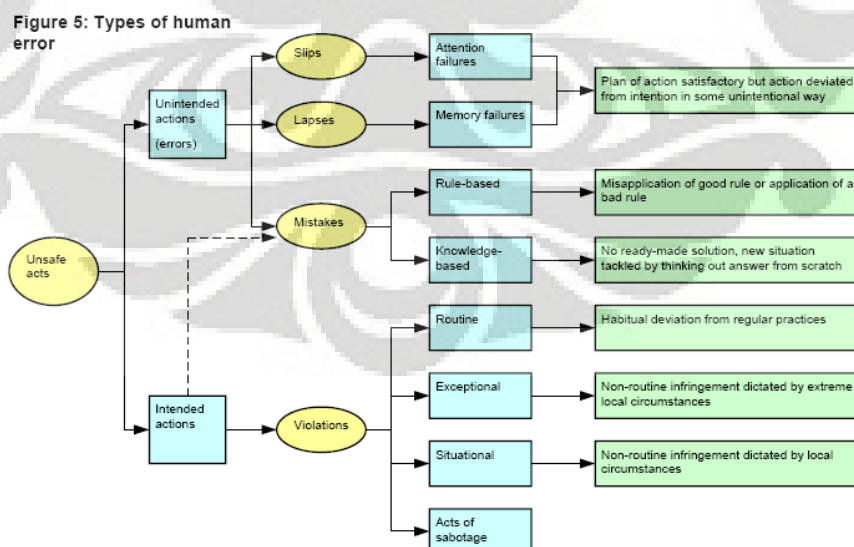 Figure 5: Types of human
error
Slips
Attention
failures
Plan of action satisfactory but action deviated
from intention in some unintentional way
Unintended
actions
(errors)
Lapses
Memory failures
Rule-based
Misapplication of good rule or application of a
bad rule
Mistakes
Unsafe
acts
Knowledge-
based
No ready-made solution, new situation
tackled by thinking out answer from scratch
Routine
Habitual deviation from regular practices
Intended
actions
Violations
Exceptional
Non-routine infringement dictated by extreme
local circumstances
Situational
Non-routine infringement dictated by local
circumstances
Acts of
sabotage